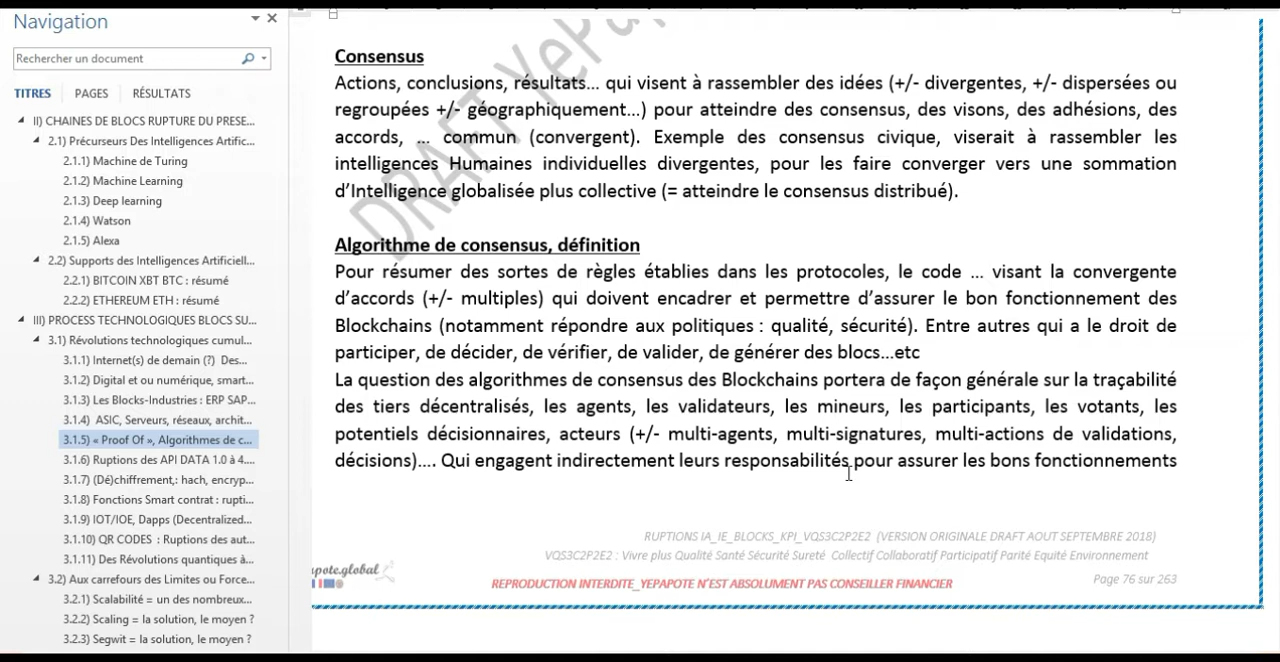 Navigation
Rechercher un document
TITRES PAGES RÉSULTATS
II) CHAINES DE BLOCS RUPTURE DU PRESE...
2.1) Précurseurs Des Intelligences Artific...
2.1.1) Machine de Turing
2.1.2) Machine Learning
2.1.3) Deep learning
2.1.4) Watson
2.1.5) Alexa
2.2) Supports des Intelligences Artificiell...
2.2.1) BITCOIN XBT BTC : résumé
2.2.2) ETHEREUM ETH : résumé
III) PROCESS TECHNOLOGIQUES BLOCS SU...
3.1) Révolutions technologiques cumul...
3.1.1) Internet(s) de demain (?) Des...
3.1.2) Digital et ou numérique, smart...
3.1.3) Les Blocks-Industries : ERP SAP...
3.1.4) ASIC, Serveurs, réseaux, archit...
3.1.5) « Proof Of », Algorithmes de c...
3.1.6) Ruptions des API DATA 1.0 à 4....
3.1.7) (Dé)chiffrement,: hach, encryp...
3.1.8) Fonctions Smart contrat : rupti...
3.1.9) IOT/IOE, Dapps (Decentralized...
3.1.10) QR CODES : Ruptions des aut...
3.1.11) Des Révolutions quantiques à...
3.2) Aux carrefours des Limites ou Force...
3.2.1) Scalabilité = un des nombreux...
3.2.2) Scaling = la solution, le moyen ?
3.2.3) Segwit = la solution, le moyen ?
Consensus
Actions, conclusions, résultats... qui visent à rassembler des idées (+/- divergentes, +/- dispersées ou
regroupées +/- géographiquement...) pour atteindre des consensus, des visons, des adhésions, des
accords, ... commun (convergent). Exemple des consensus civique, viserait à rassembler les
intelligences Humaines individuelles divergentes, pour les faire converger vers une sommation
d'Intelligence globalisée plus collective (= atteindre le consensus distribué).
Algorithme de consensus, définition
Pour résumer des sortes de règles établies dans les protocoles, le code ... visant la convergente
d'accords (+/- multiples) qui doivent encadrer et permettre d'assurer le bon fonctionnement des
Blockchains (notamment répondre aux politiques : qualité, sécurité). Entre autres qui a le droit de
participer, de décider, de vérifier, de valider, de générer des blocs...etc
La question des algorithmes de consensus des Blockchains portera de façon générale sur la traçabilité
des tiers décentralisés, les agents, les validateurs, les mineurs, les participants, les votants, les
potentiels décisionnaires, acteurs (+/- multi-agents, multi-signatures, multi-actions de validations,
décisions).... Qui engagent indirectement leurs responsabilités pour assurer les bons fonctionnements
DRAFT YePap
RUPTIONS IA_IE_BLOCKS_KPI_VQS3C2P2E2 (VERSION ORIGINALE DRAFT AOUT SEPTEMBRE 2018)
VQS3C2P2E2 : Vivre plus Qualité Santé Sécurité Sureté Collectif Collaboratif Participatif Parité Equité Environnement
ipote.global
REPRODUCTION INTERDITE_YEPAPOTE N'EST ABSOLUMENT PAS CONSEILLER FINANCIER
Page 76 sur 263